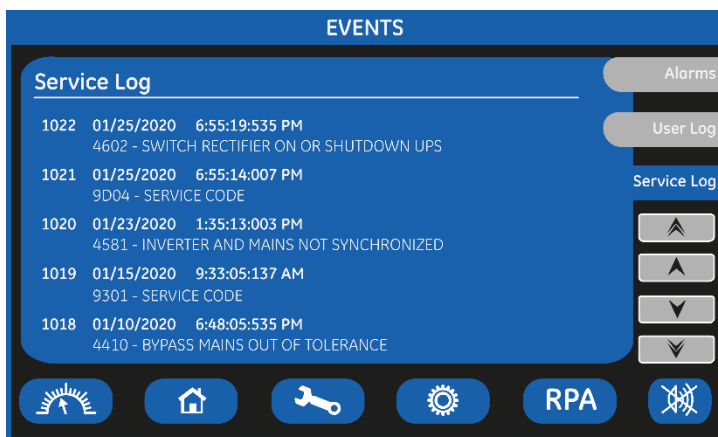 EVENTS
Service Log
1022 01/25/2020 6:55:19:535 PM
4602 - SWITCH RECTIFIER ON OR SHUTDOWN UPS
1021 01/25/2020 6:55:14:007 PM
9D04 - SERVICE CODE
1020 01/23/2020 1:35:13:003 PM
4581 - INVERTER AND MAINS NOT SYNCHRONIZED
1019 01/15/2020 9:33:05:137 AM
9301 - SERVICE CODE
1018 01/10/2020 6:48:05:535 PM
4410 - BYPASS MAINS OUT OF TOLERANCE
Alarms
User Log
Service Log
RPA